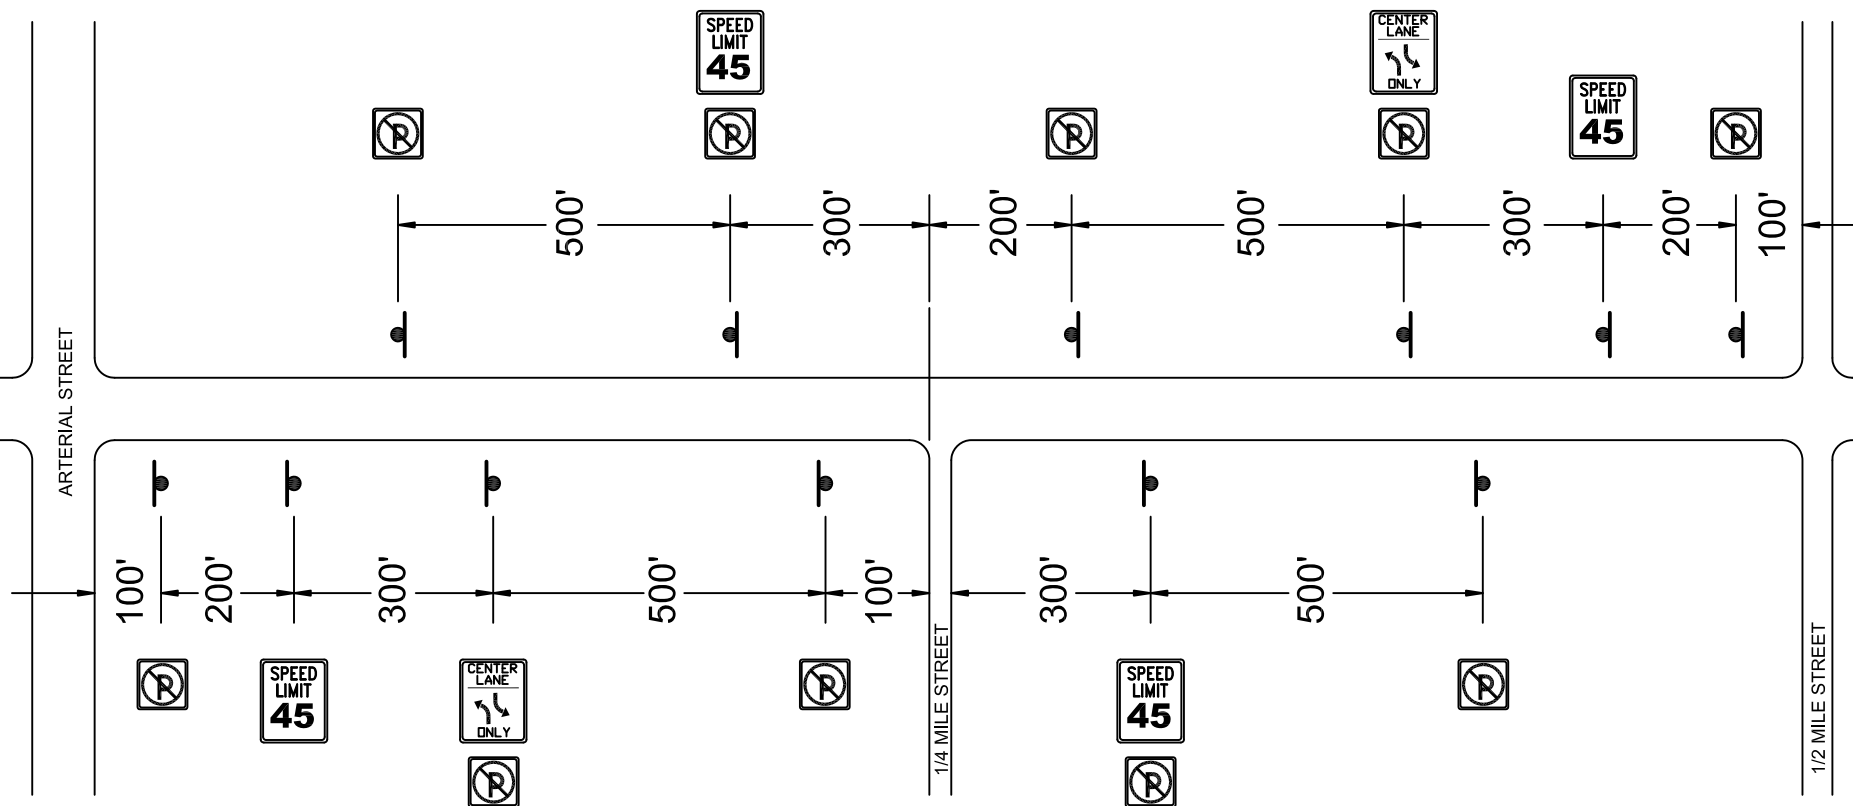 SPEED
LIMIT
45
CENTER
LANE
ONLY
SPEED
LIMIT
45
P
P
P
P
P
500'
300'
200'
500'
300'
200'
100'
ARTERIAL STREET
100'
200'
300'
500'
100'
300'
500'
1/4 MILE STREET
1/2 MILE STREET
P
SPEED
LIMIT
45
CENTER
LANE
ONLY
P
SPEED
LIMIT
45
P
P
P